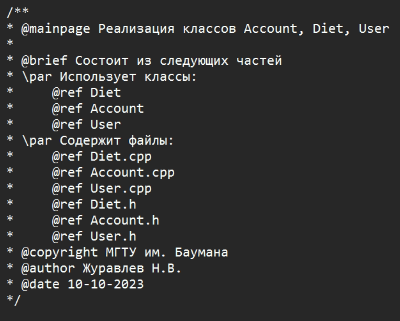 /**
* @mainpage Реализация классов Account, Diet, User
*
* @brief Состоит из следующих частей
* \par Использует классы:
*     @ref Diet
*     @ref Account
*     @ref User
* \par Содержит файлы:
*     @ref Diet.cpp
*     @ref Account.cpp
*     @ref User.cpp
*     @ref Diet.h
*     @ref Account.h
*     @ref User.h
* @copyright МГТУ им. Баумана
* @author Журавлев Н.В.
* @date 10-10-2023
*/